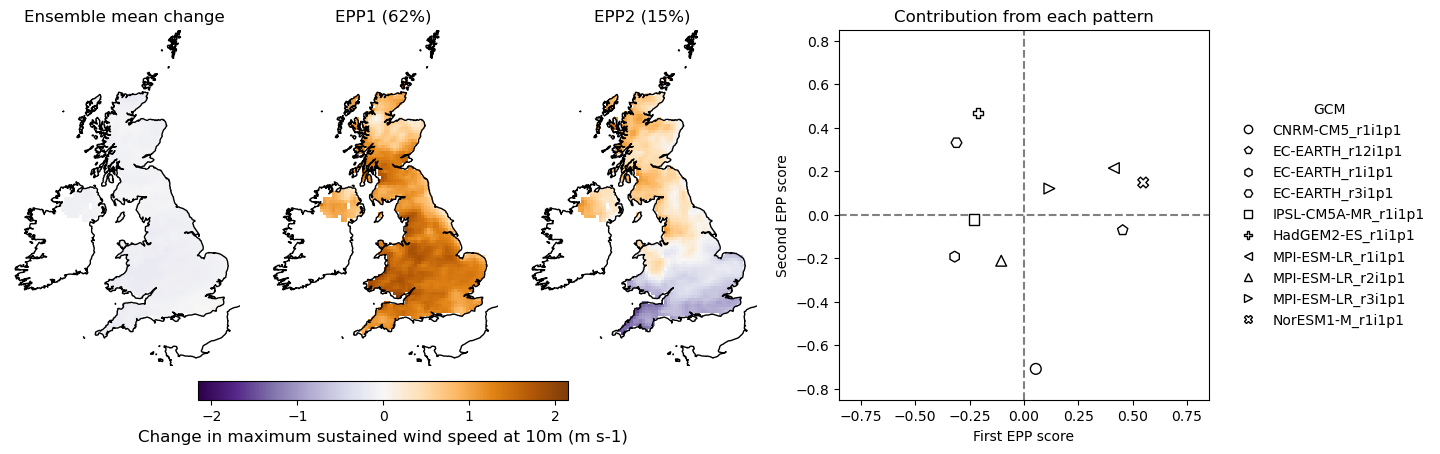 Ensemble mean change
EPP1 (62%)
EPP2 (15%)
Contribution from each pattern
−2 −1 0 1 2
Change in maximum sustained wind speed at 10m (m s-1)
Second EPP score
0.8
0.6
0.4
0.2
0.0
−0.2
−0.4
−0.6
−0.8
−0.75 −0.50 −0.25 0.00 0.25 0.50 0.75
First EPP score
GCM
CNRM-CM5_r1i1p1
EC-EARTH_r12i1p1
EC-EARTH_r1i1p1
EC-EARTH_r3i1p1
IPSL-CM5A-MR_r1i1p1
HadGEM2-ES_r1i1p1
MPI-ESM-LR_r1i1p1
MPI-ESM-LR_r2i1p1
MPI-ESM-LR_r3i1p1
NorESM1-M_r1i1p1